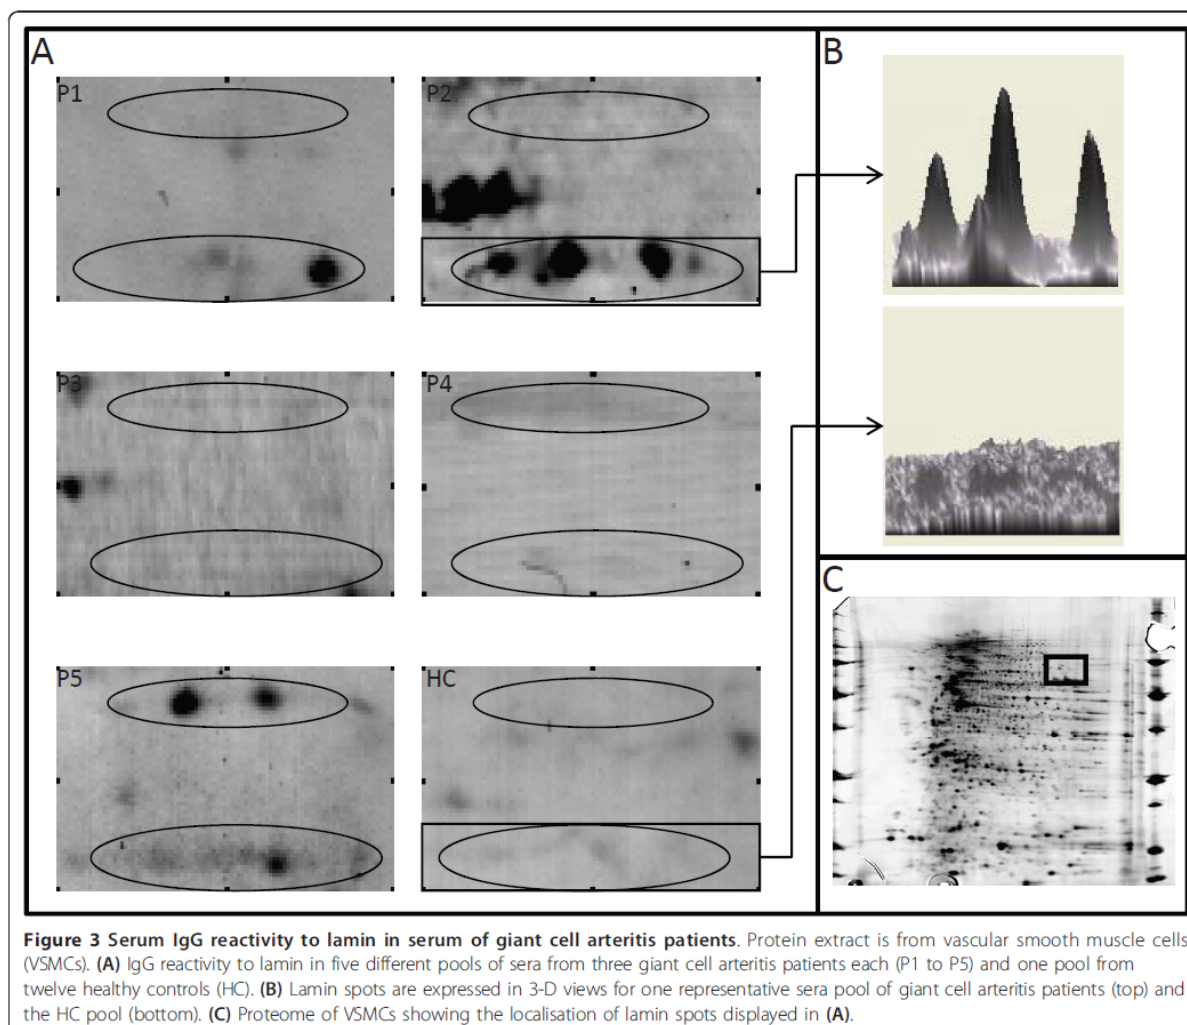 A
B
P1
P2
P3
P4
C
P5
HC
Figure 3 Serum IgG reactivity to lamin in serum of giant cell arteritis patients. Protein extract is from vascular smooth muscle cells
(VSMCs). (A) IgG reactivity to lamin in five different pools of sera from three giant cell arteritis patients each (P1 to P5) and one pool from
twelve healthy controls (HC). (B) Lamin spots are expressed in 3-D views for one representative sera pool of giant cell arteritis patients (top) and
the HC pool (bottom). (C) Proteome of VSMCs showing the localisation of lamin spots displayed in (A).